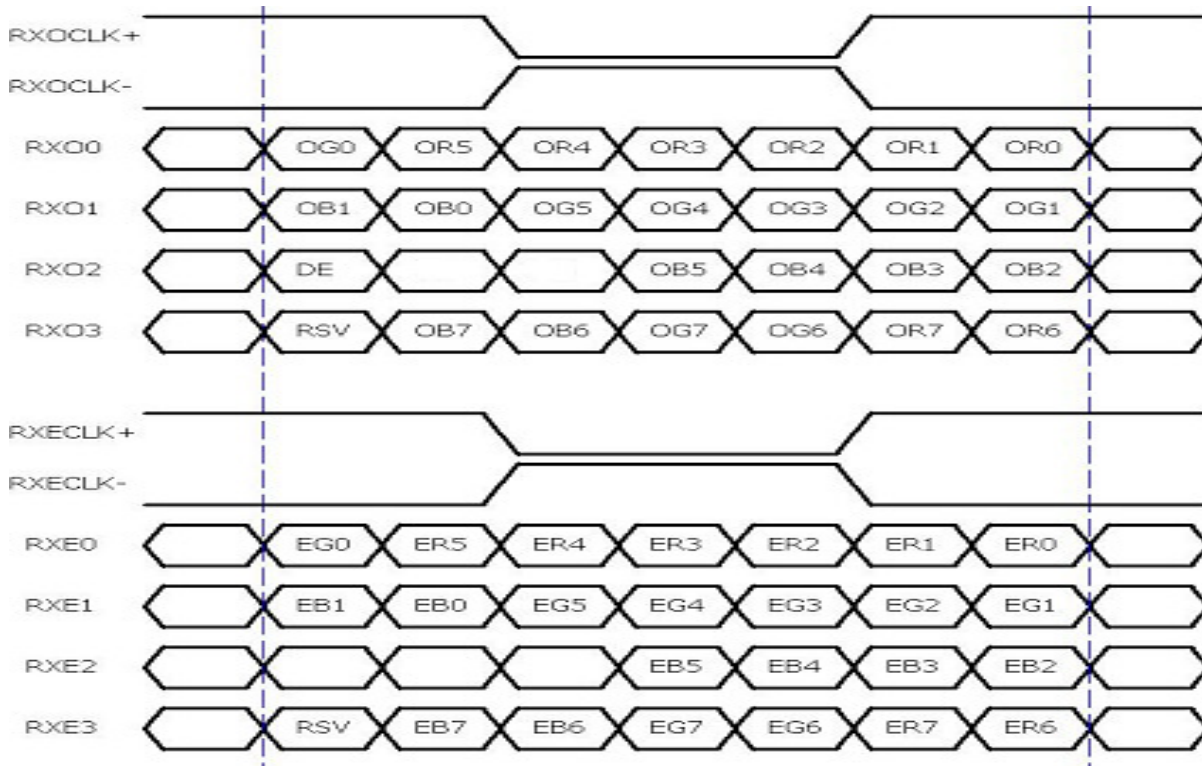 RXOCLK+
RXOCLK-
RXO0 OG0 OR5 OR4 OR3 OR2 OR1 OR0
RXO1 OB1 OB0 OG5 OG4 OG3 OG2 OG1
RXO2 DE OB5 OB4 OB3 OB2
RXO3 RSV OB7 OB6 OG7 OG6 OR7 OR6
RXECLK+
RXECLK-
RXE0 EG0 ER5 ER4 ER3 ER2 ER1 ER0
RXE1 EB1 EB0 EG5 EG4 EG3 EG2 EG1
RXE2 EB5 EB4 EB3 EB2
RXE3 RSV EB7 EB6 EG7 EG6 ER7 ER6